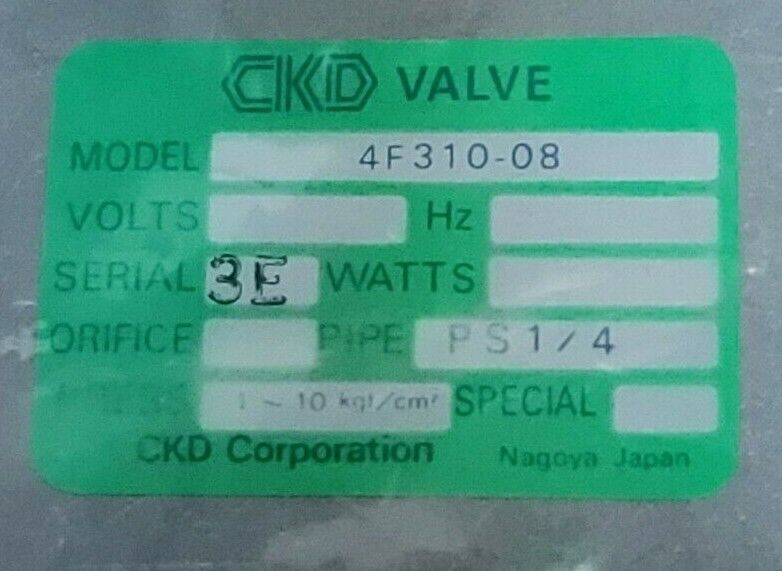 CKD VALVE
MODEL 4F310-08
VOLTS Hz
SERIAL 3E WATTS
ORIFICE PIPE PS1/4
1 ~ 10 kgf/cm² SPECIAL
CKD Corporation Nagoya Japan